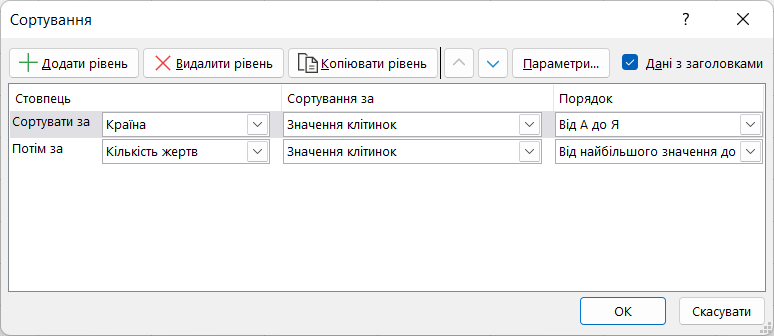 Сортування ?
Додати рівень Видалити рівень Копіювати рівень Параметри... Дані з заголовками
Стовпець Сортування за Порядок
Сортувати за Країна Значення клітинок Від А до Я
Потім за Кількість жертв Значення клітинок Від найбільшого значення до
ОК Скасувати